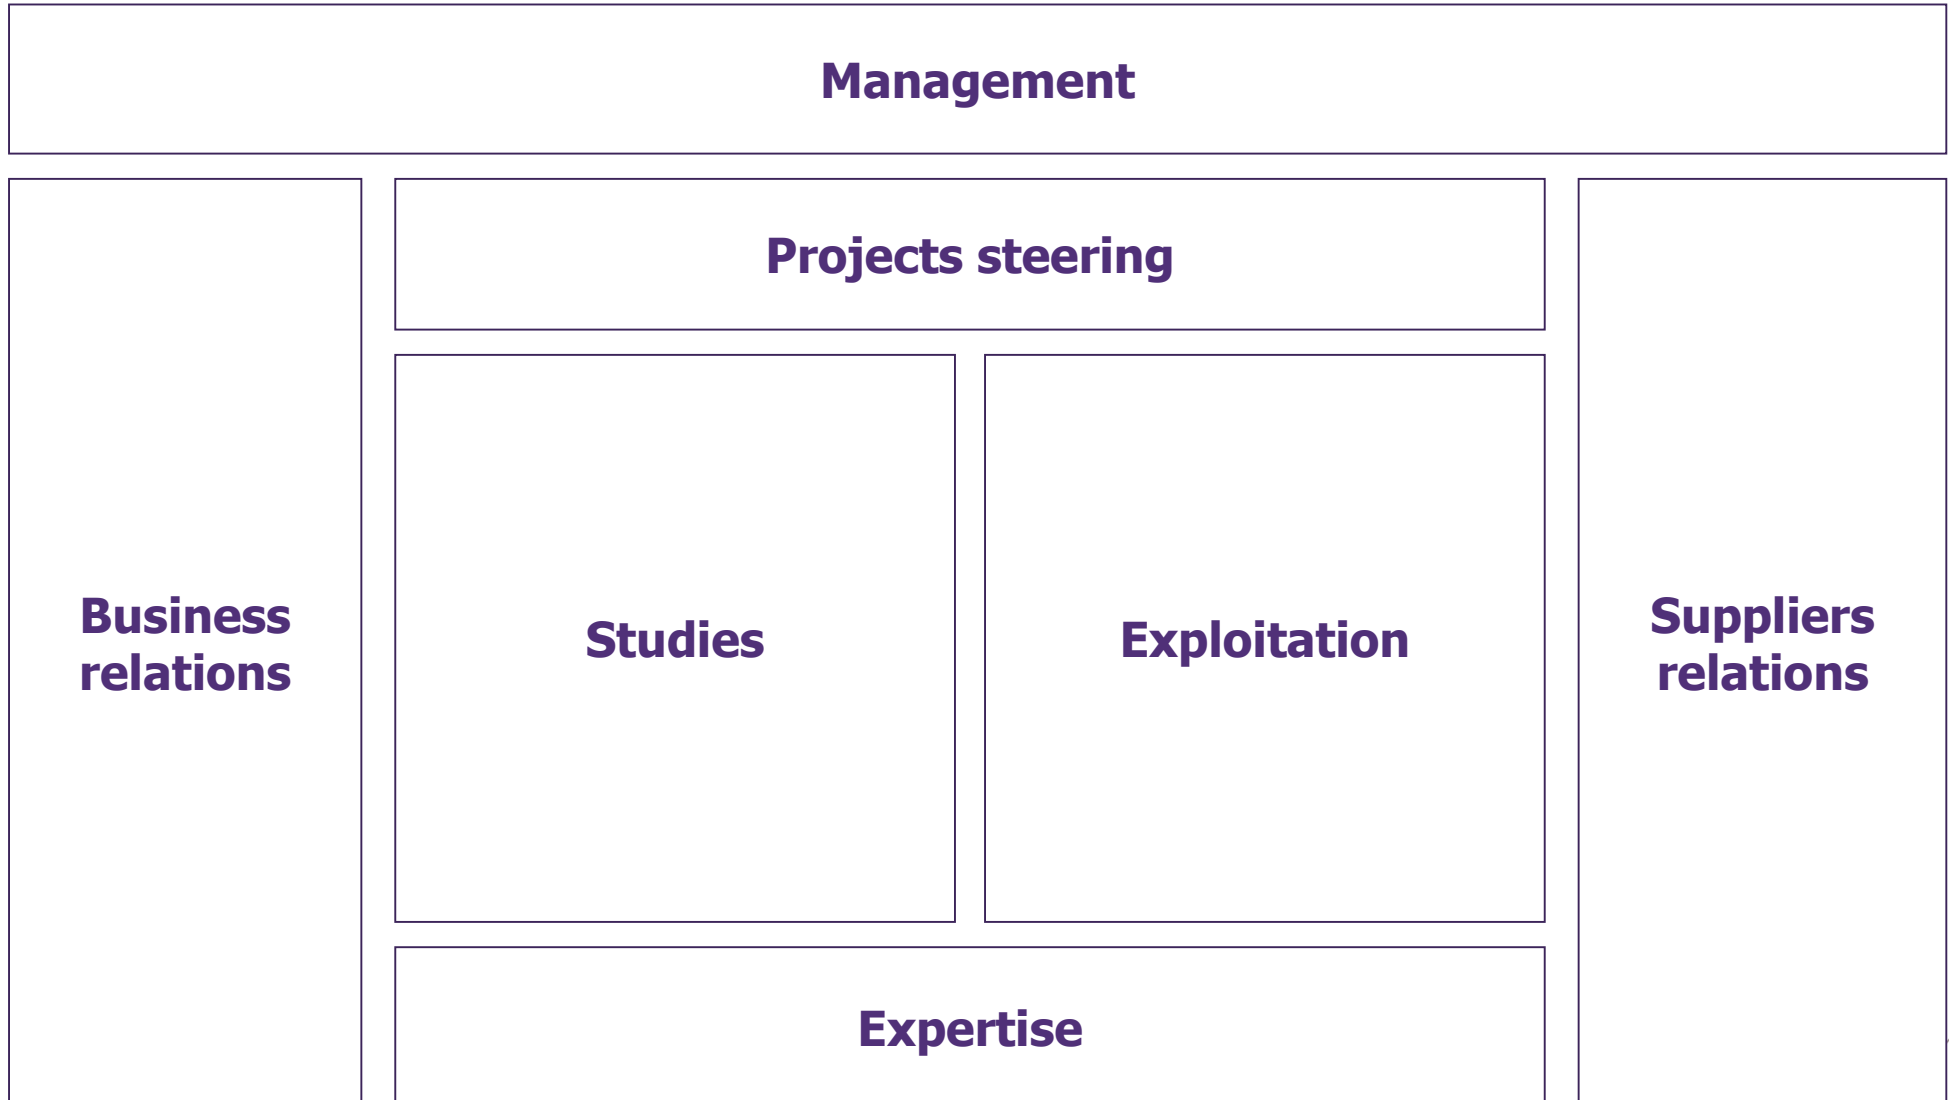 Management
Projects steering
Business
relations
Studies
Exploitation
Suppliers
relations
Expertise